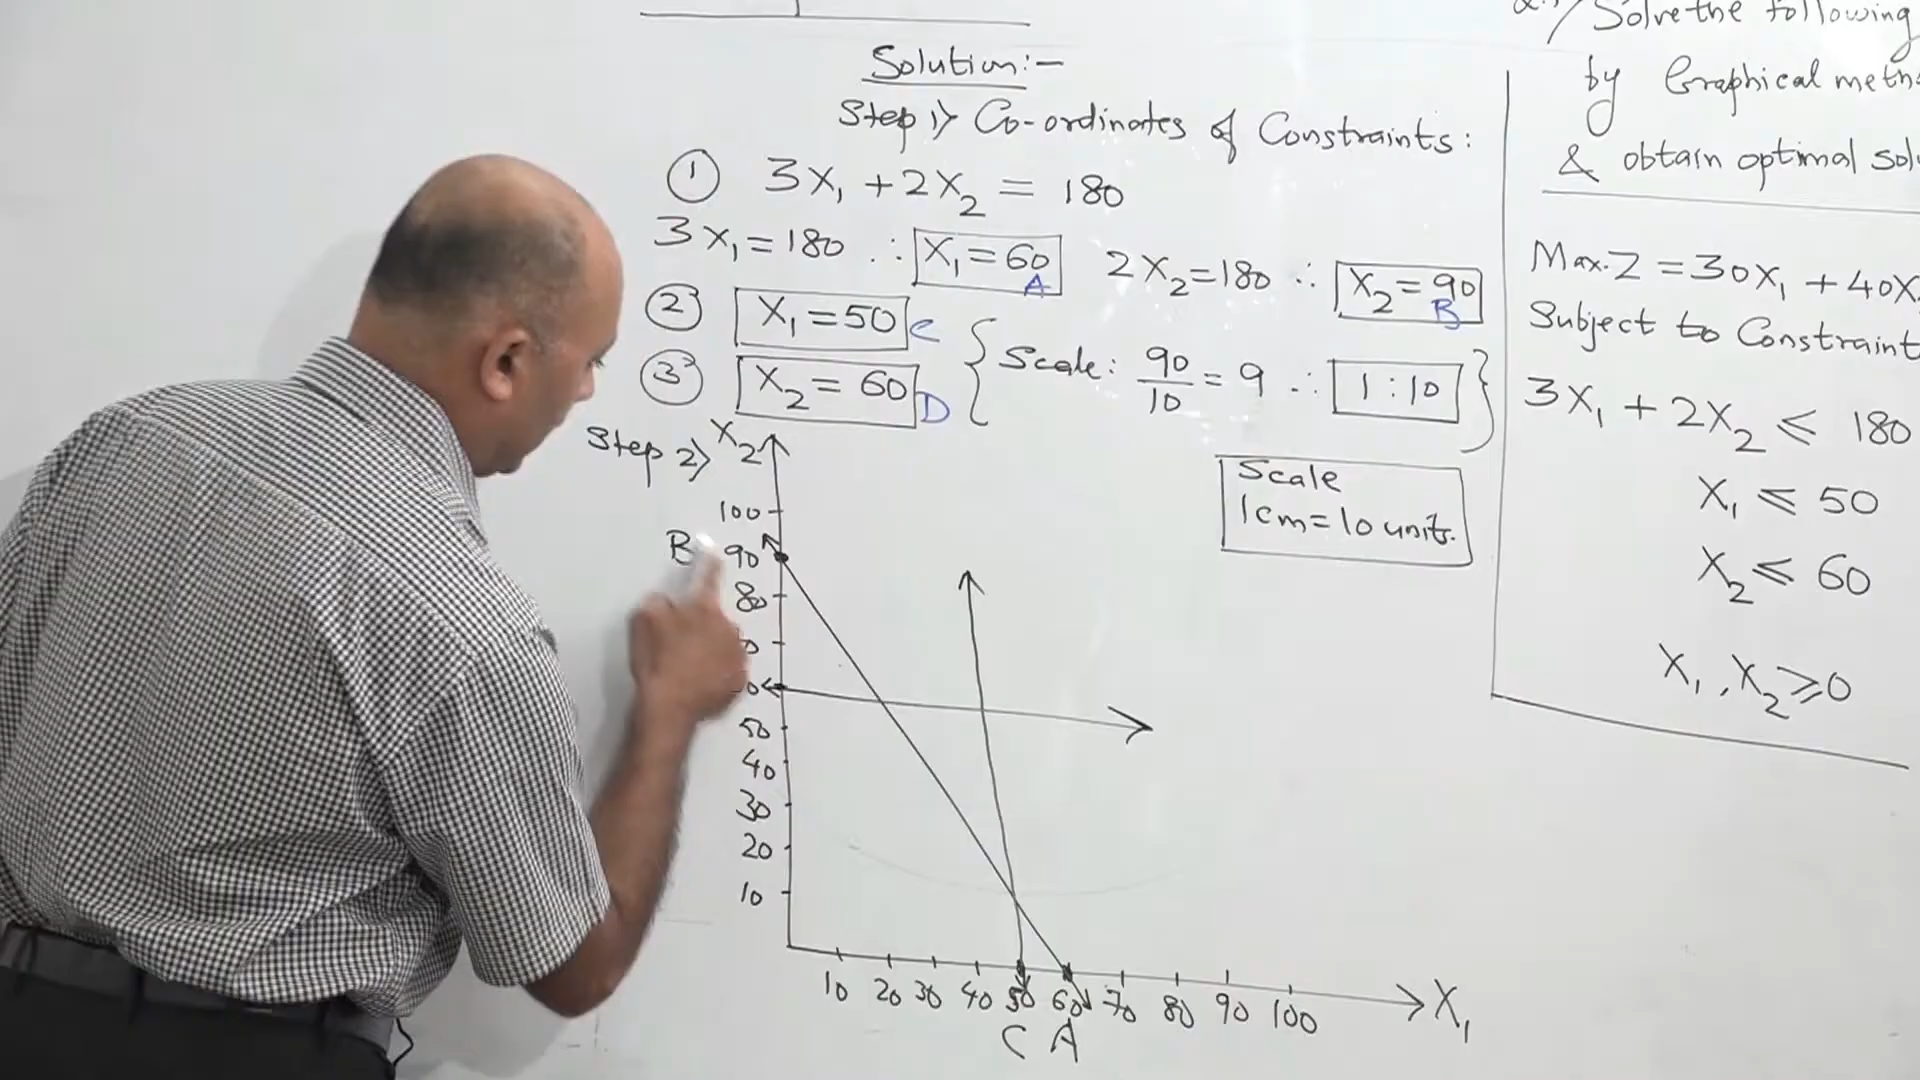 Solution:-
Step 1) Co-ordinates of Constraints:
① 3X₁ + 2X₂ = 180
3X₁ = 180 ∴ X₁ = 60 A 2X₂ = 180 ∴ X₂ = 90 B
② X₁ = 50 C
③ X₂ = 60 D
{ Scale: 90/10 = 9 ∴ 1 : 10 }
Step 2)
X₂
Scale
1cm = 10 units.
100
B 90
80
50
40
30
20
10
10 20 30 40 50 60 70 80 90 100 X₁
C A
Solve the following
by Graphical
& obtain optimal
Max. Z = 30X₁ + 40X
Subject to Constraint
3X₁ + 2X₂ ≤ 180
X₁ ≤ 50
X₂ ≤ 60
X₁, X₂ ≥ 0